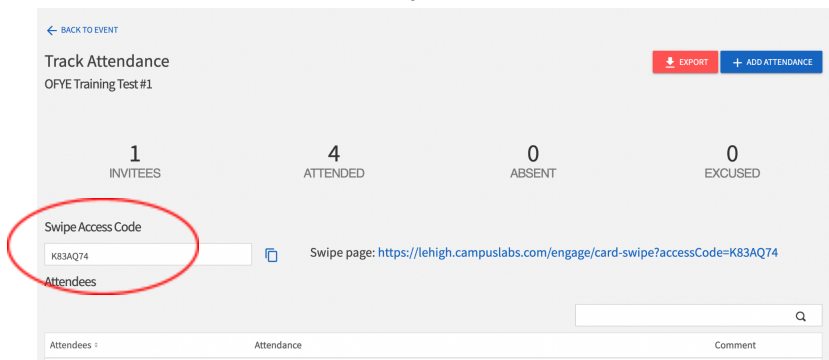 BACK TO EVENT
Track Attendance
EXPORT
ADD ATTENDANCE
OFYE Training Test #1
1 4 0 0
INVITEES ATTENDED ABSENT EXCUSED
Swipe Access Code
K83AQ74 Swipe page: https://lehigh.campuslabs.com/engage/card-swipe?accessCode=K83AQ74
Attendees
Attendees Attendance Comment